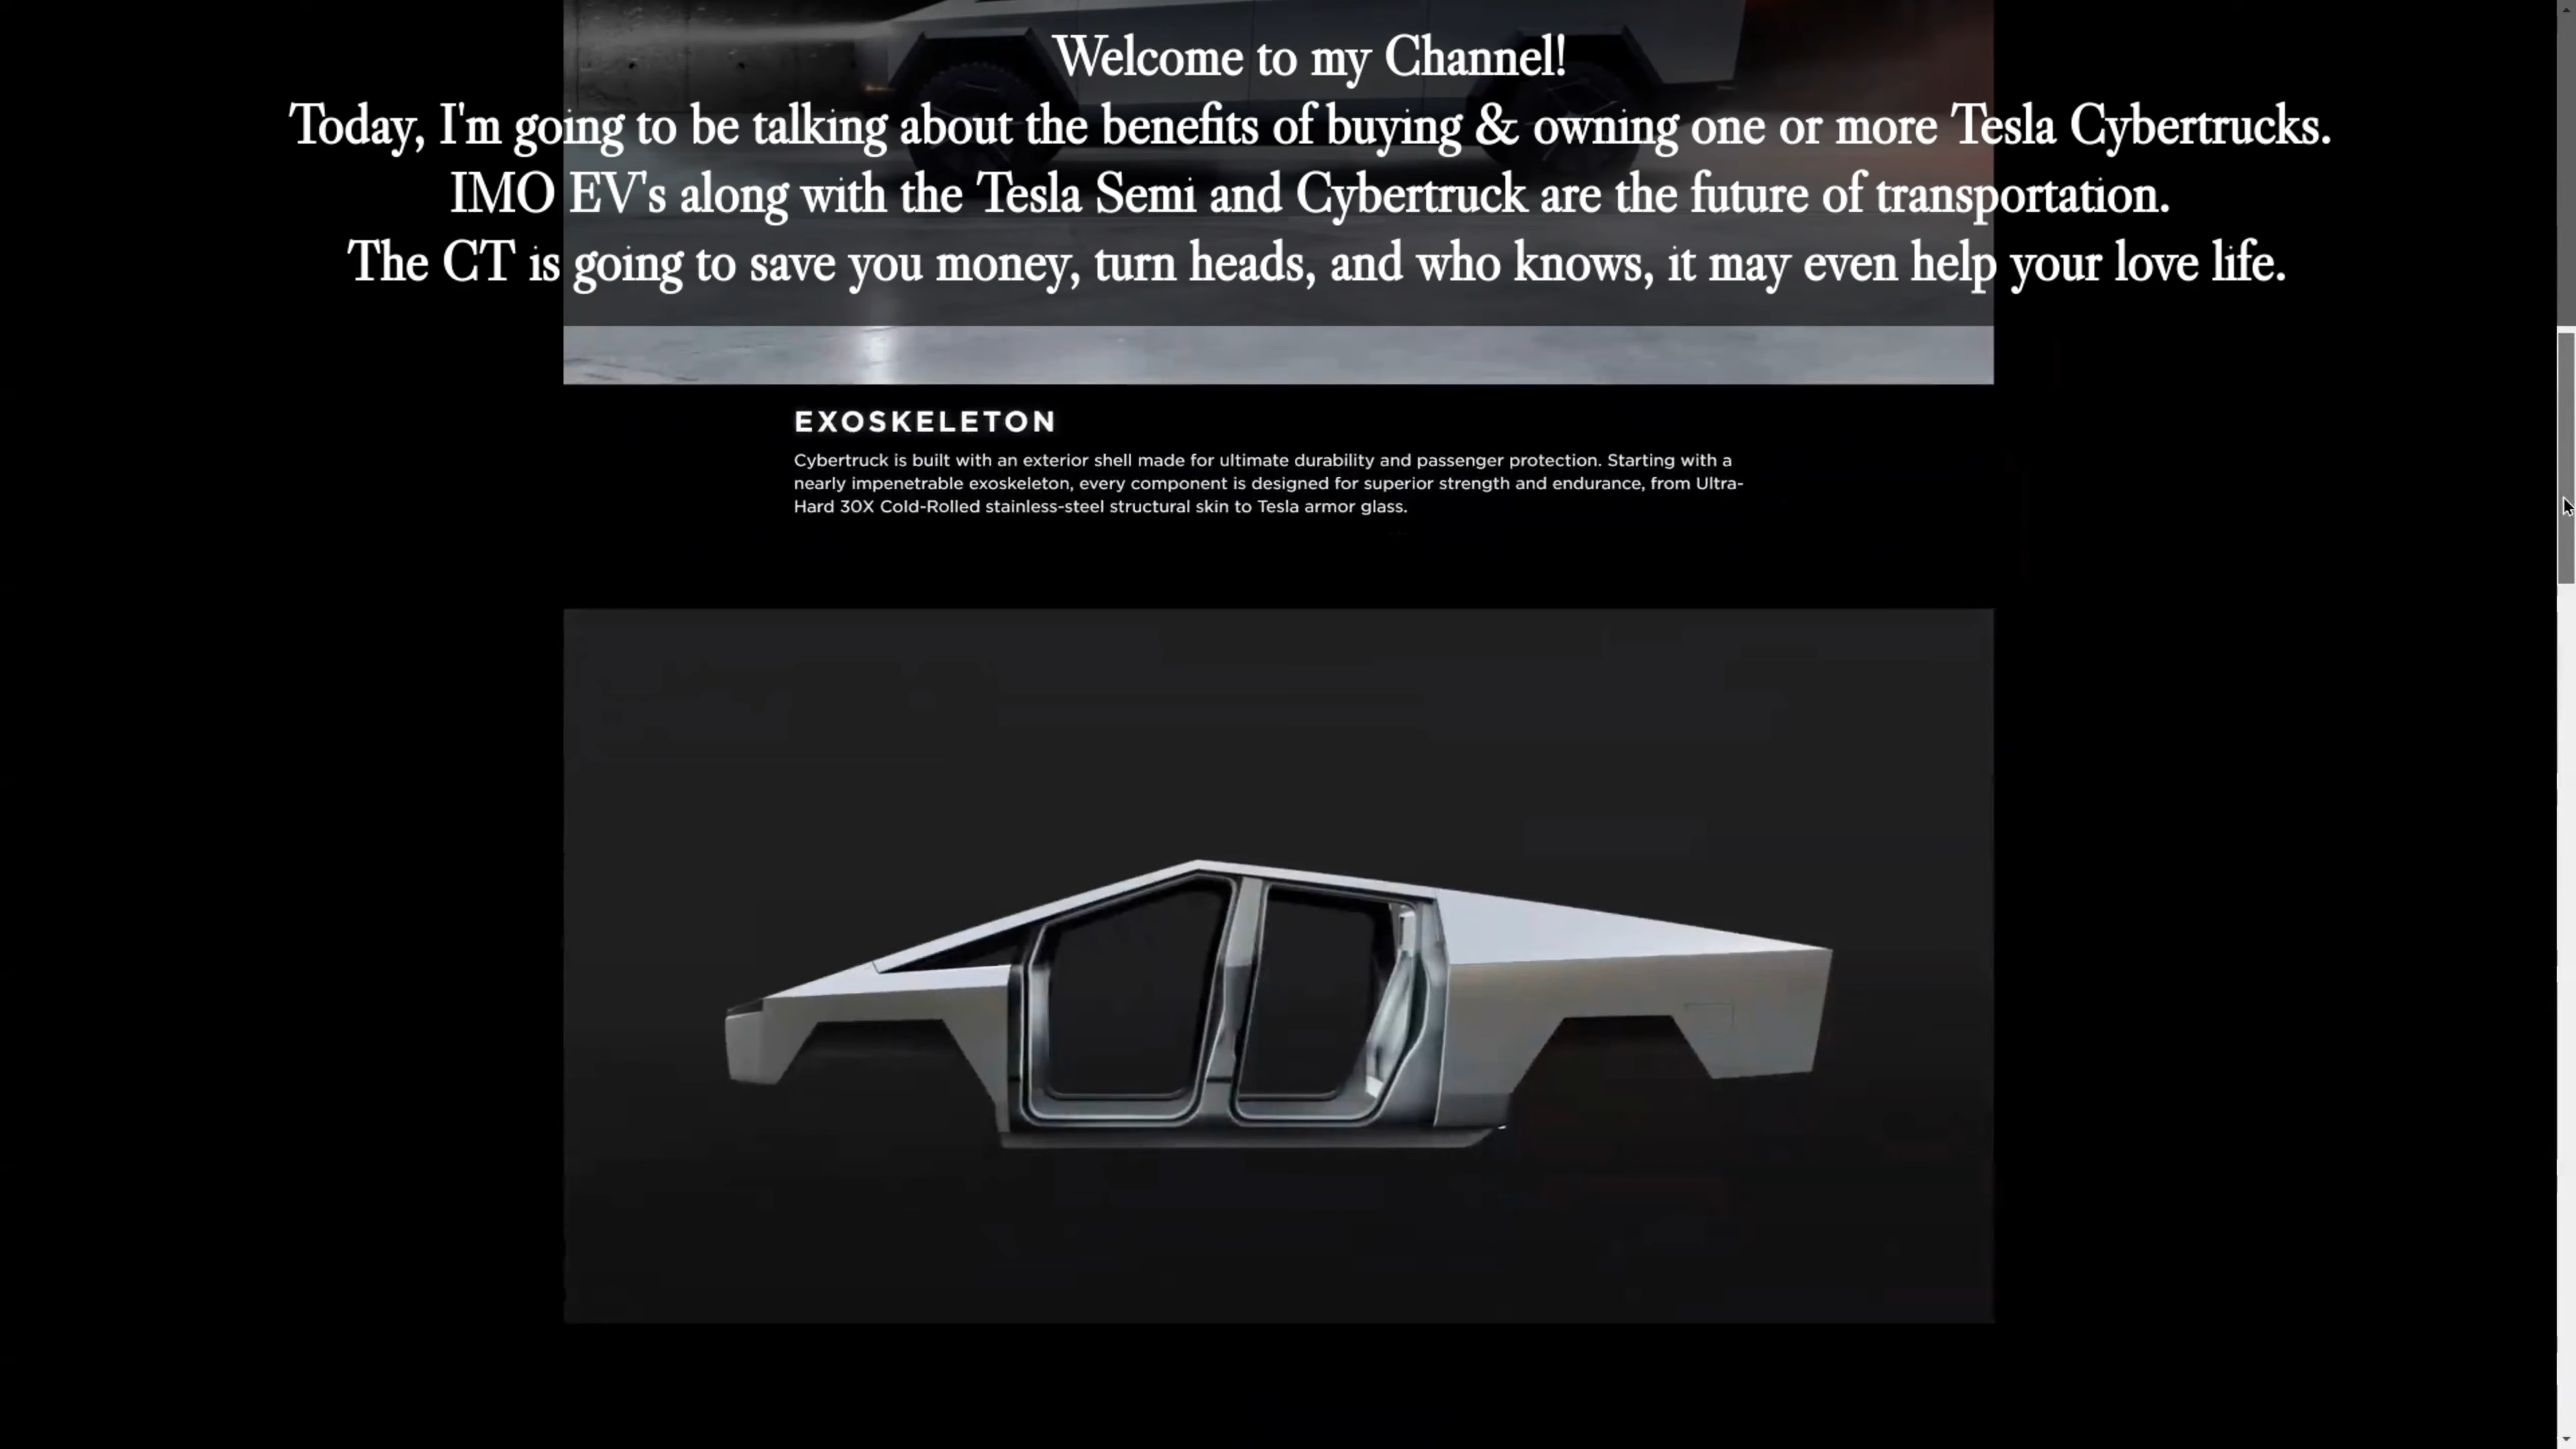 Welcome to my Channel!
Today, I'm going to be talking about the benefits of buying & owning one or more Tesla Cybertrucks.
IMO EV's along with the Tesla Semi and Cybertruck are the future of transportation.
The CT is going to save you money, turn heads, and who knows, it may even help your love life.
EXOSKELETON
Cybertruck is built with an exterior shell made for ultimate durability and passenger protection. Starting with a
nearly impenetrable exoskeleton, every component is designed for superior strength and endurance, from Ultra-
Hard 30X Cold-Rolled stainless-steel structural skin to Tesla armor glass.